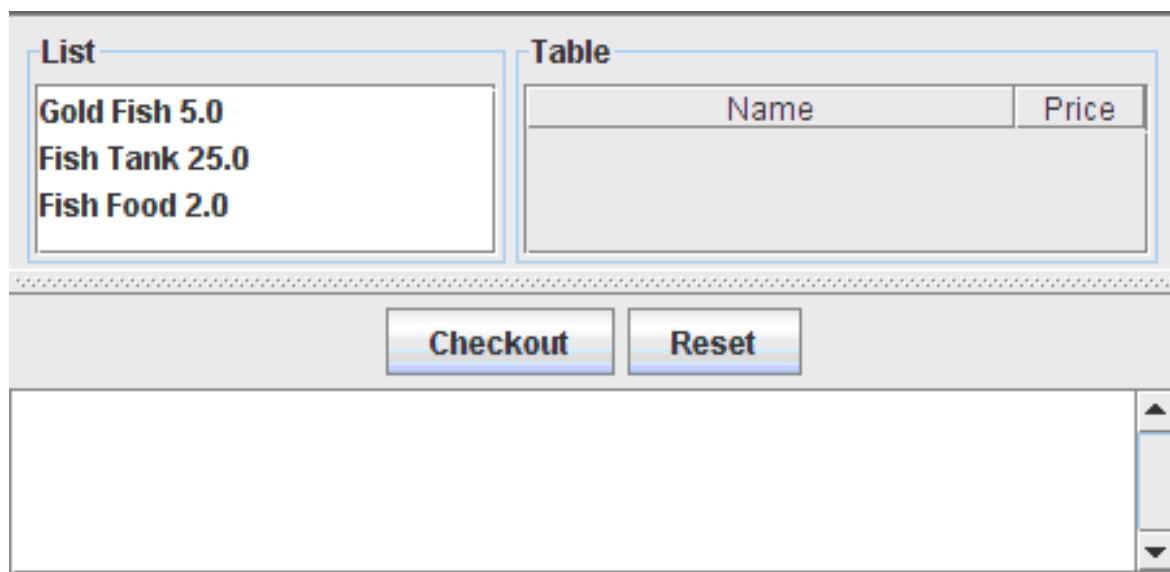 List
Gold Fish 5.0
Fish Tank 25.0
Fish Food 2.0
Table
Name Price
Checkout Reset